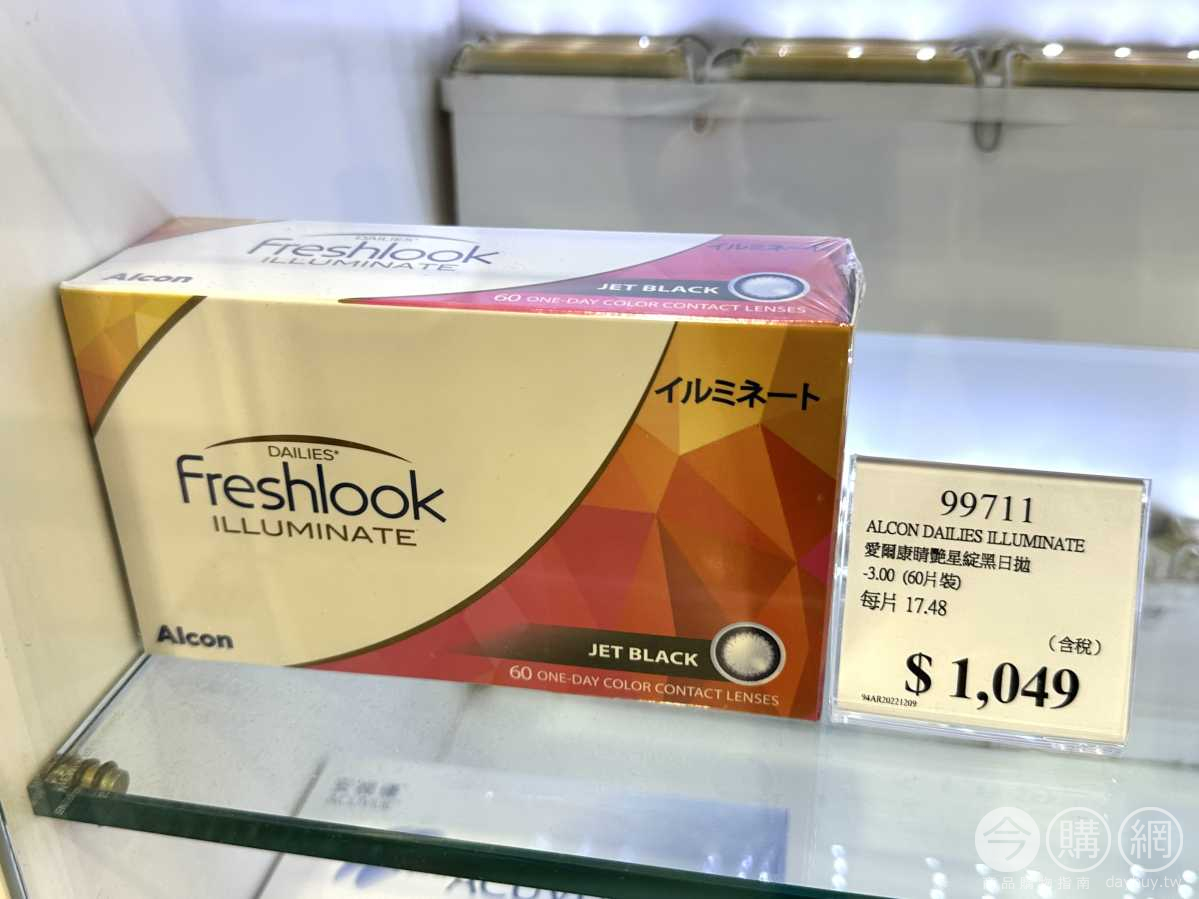 DAILIES®
Freshlook
ILLUMINATE
Alcon
イルミネート
JET BLACK
60 ONE-DAY COLOR CONTACT LENSES
イルミネート
DAILIES®
Freshlook
ILLUMINATE
Alcon
JET BLACK
60 ONE-DAY COLOR CONTACT LENSES
99711
ALCON DAILIES ILLUMINATE
愛爾康睛艷星綻黑日拋
-3.00 (60片裝)
每片 17.48
(含稅)
$ 1,049
94AR20221209
ACUVUE
今購網
daybuy.tw